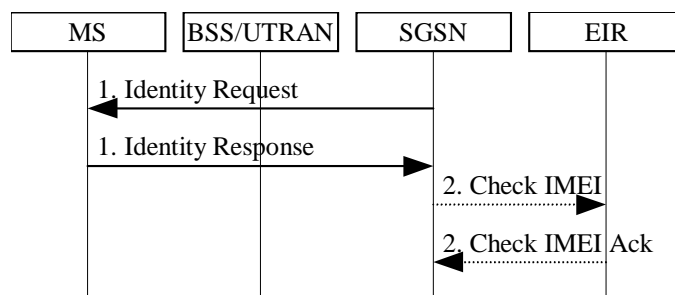 MS BSS/UTRAN SGSN EIR
1. Identity Request
1. Identity Response
2. Check IMEI
2. Check IMEI Ack